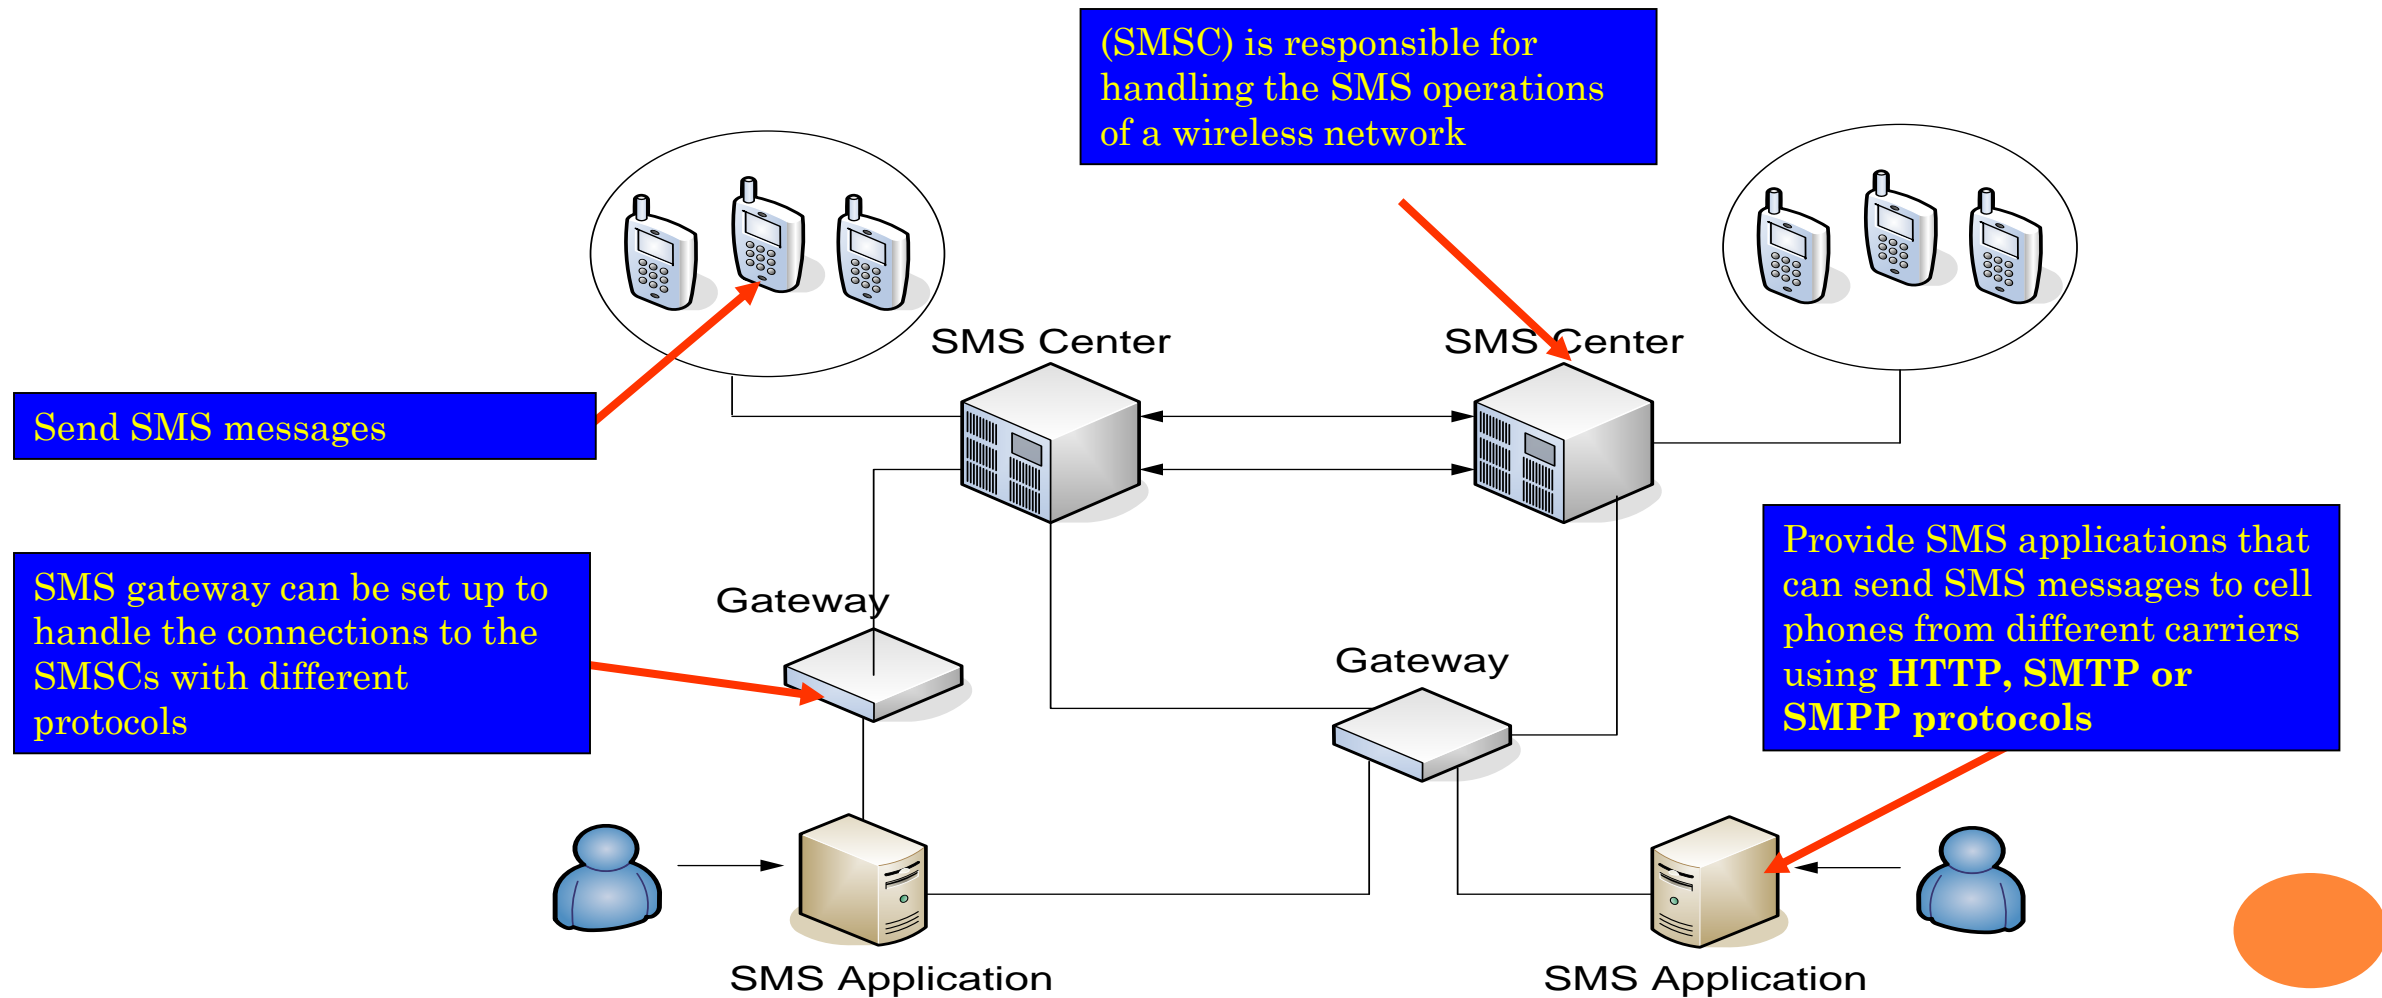 (SMSC) is responsible for
handling the SMS operations
of a wireless network
SMS Center
SMS Center
Send SMS messages
SMS gateway can be set up to
handle the connections to the
SMSCs with different
protocols
Gateway
Gateway
Provide SMS applications that
can send SMS messages to cell
phones from different carriers
using HTTP, SMTP or
SMPP protocols
SMS Application
SMS Application